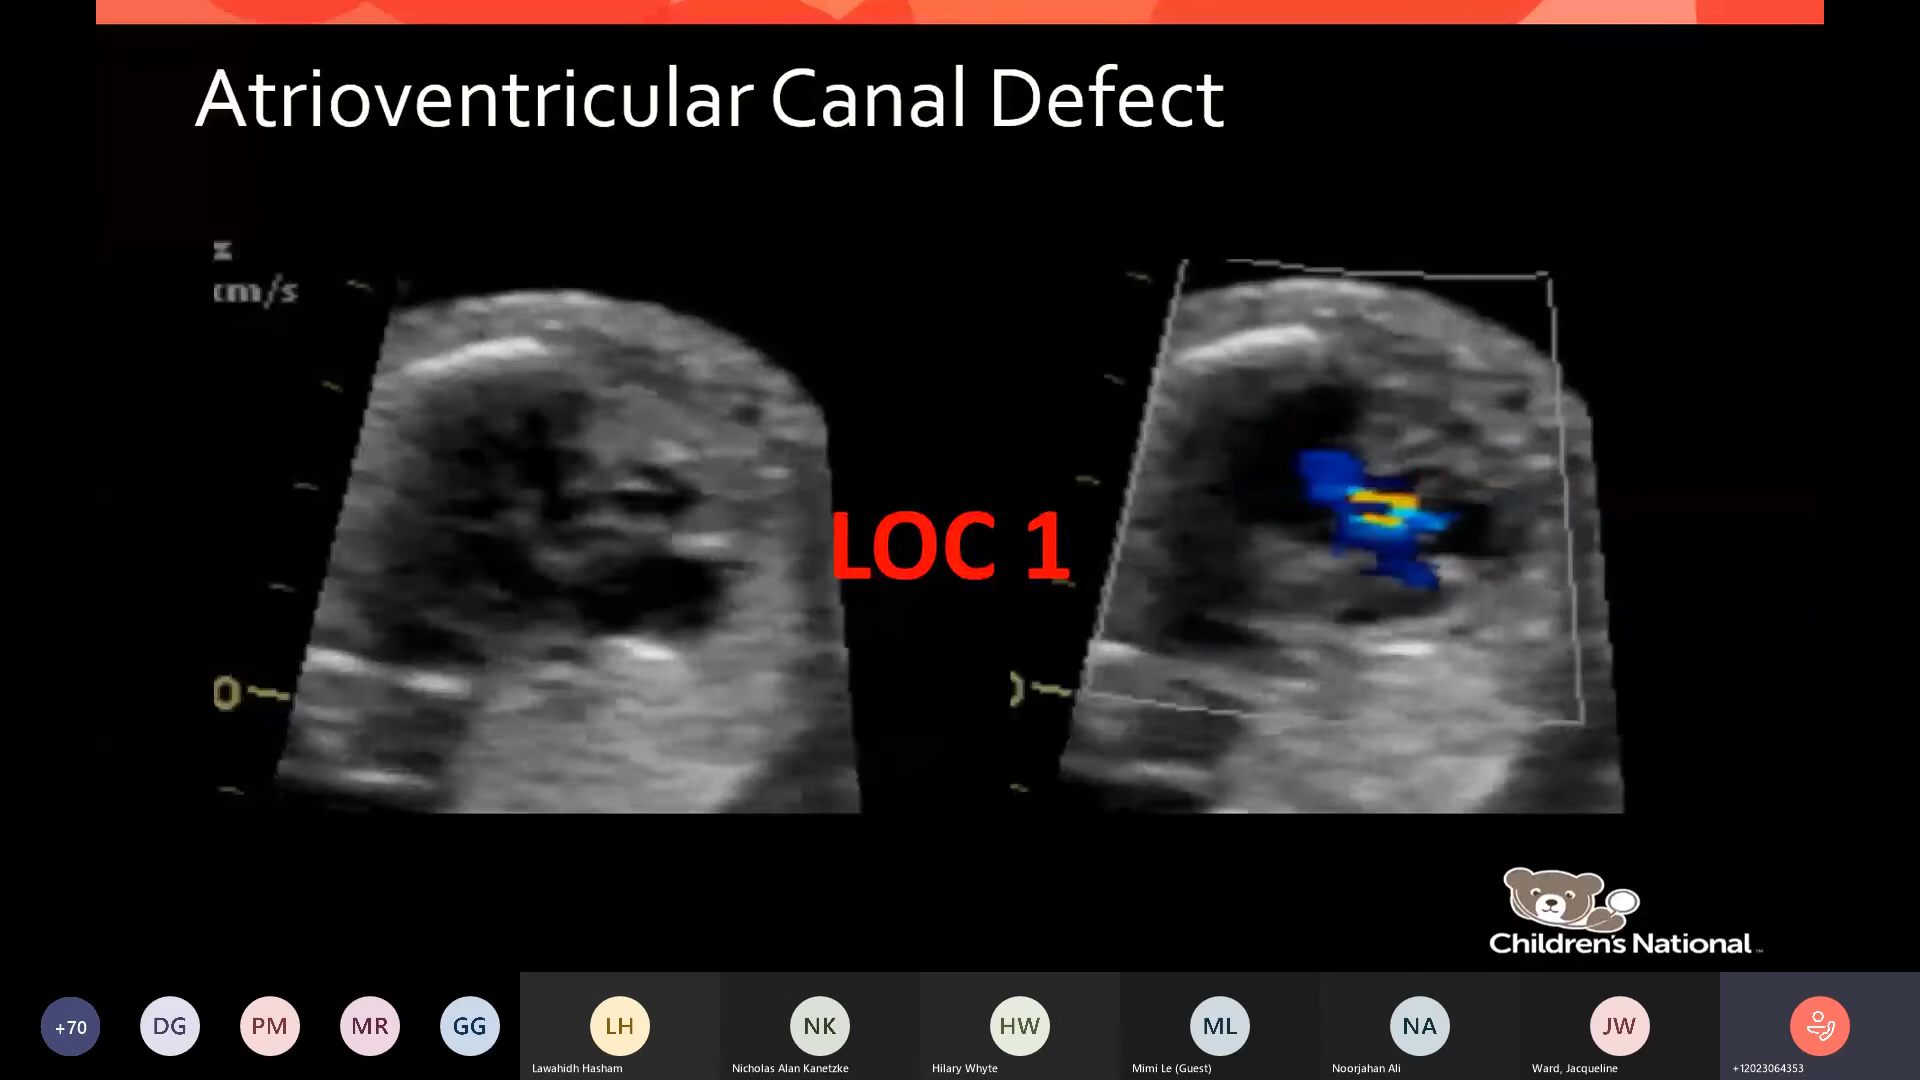 Atrioventricular Canal Defect
cm/s
LOC 1
0
Children's National
+70
DG
PM
MR
GG
LH
NK
HW
ML
NA
JW
Lawahidh Hasham
Nicholas Alan Kanetzke
Hilary Whyte
Mimi Le (Guest)
Noorjahan Ali
Ward, Jacqueline
+12023064353